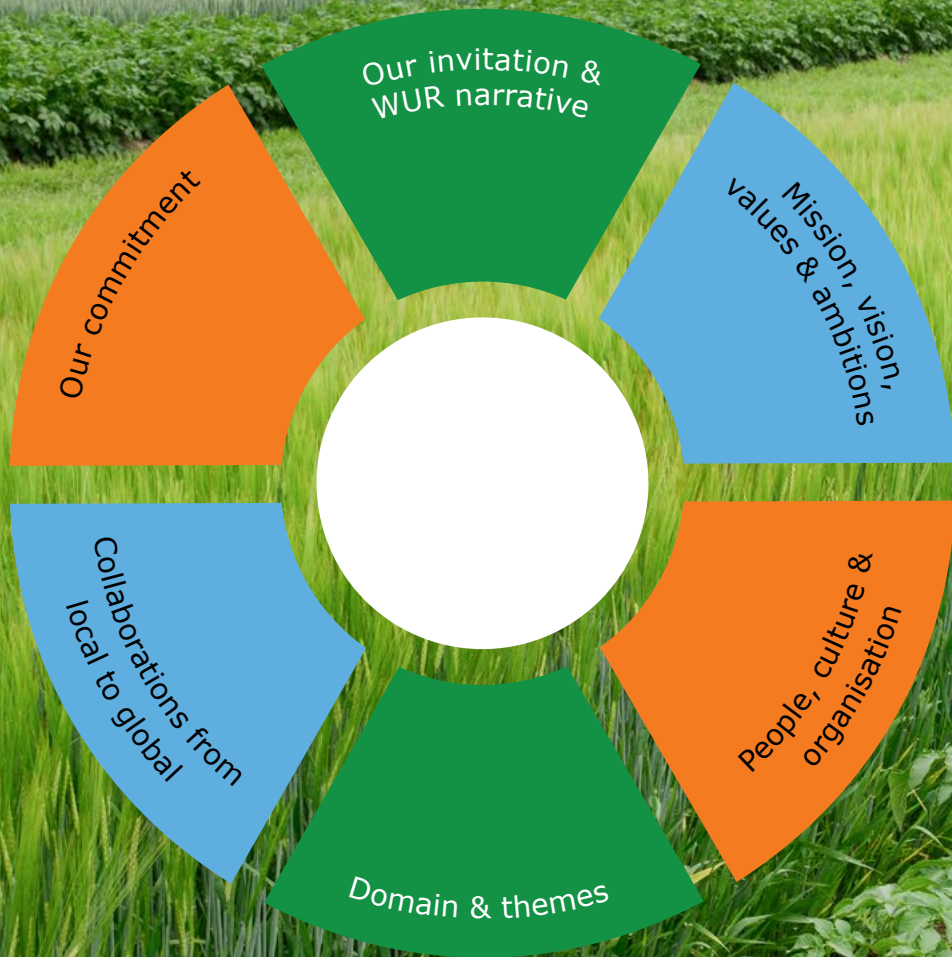 Our invitation &
WUR narrative
Mission, vision,
values & ambitions
People, culture &
organisation
Domain & themes
Collaborations from
local to global
Our commitment